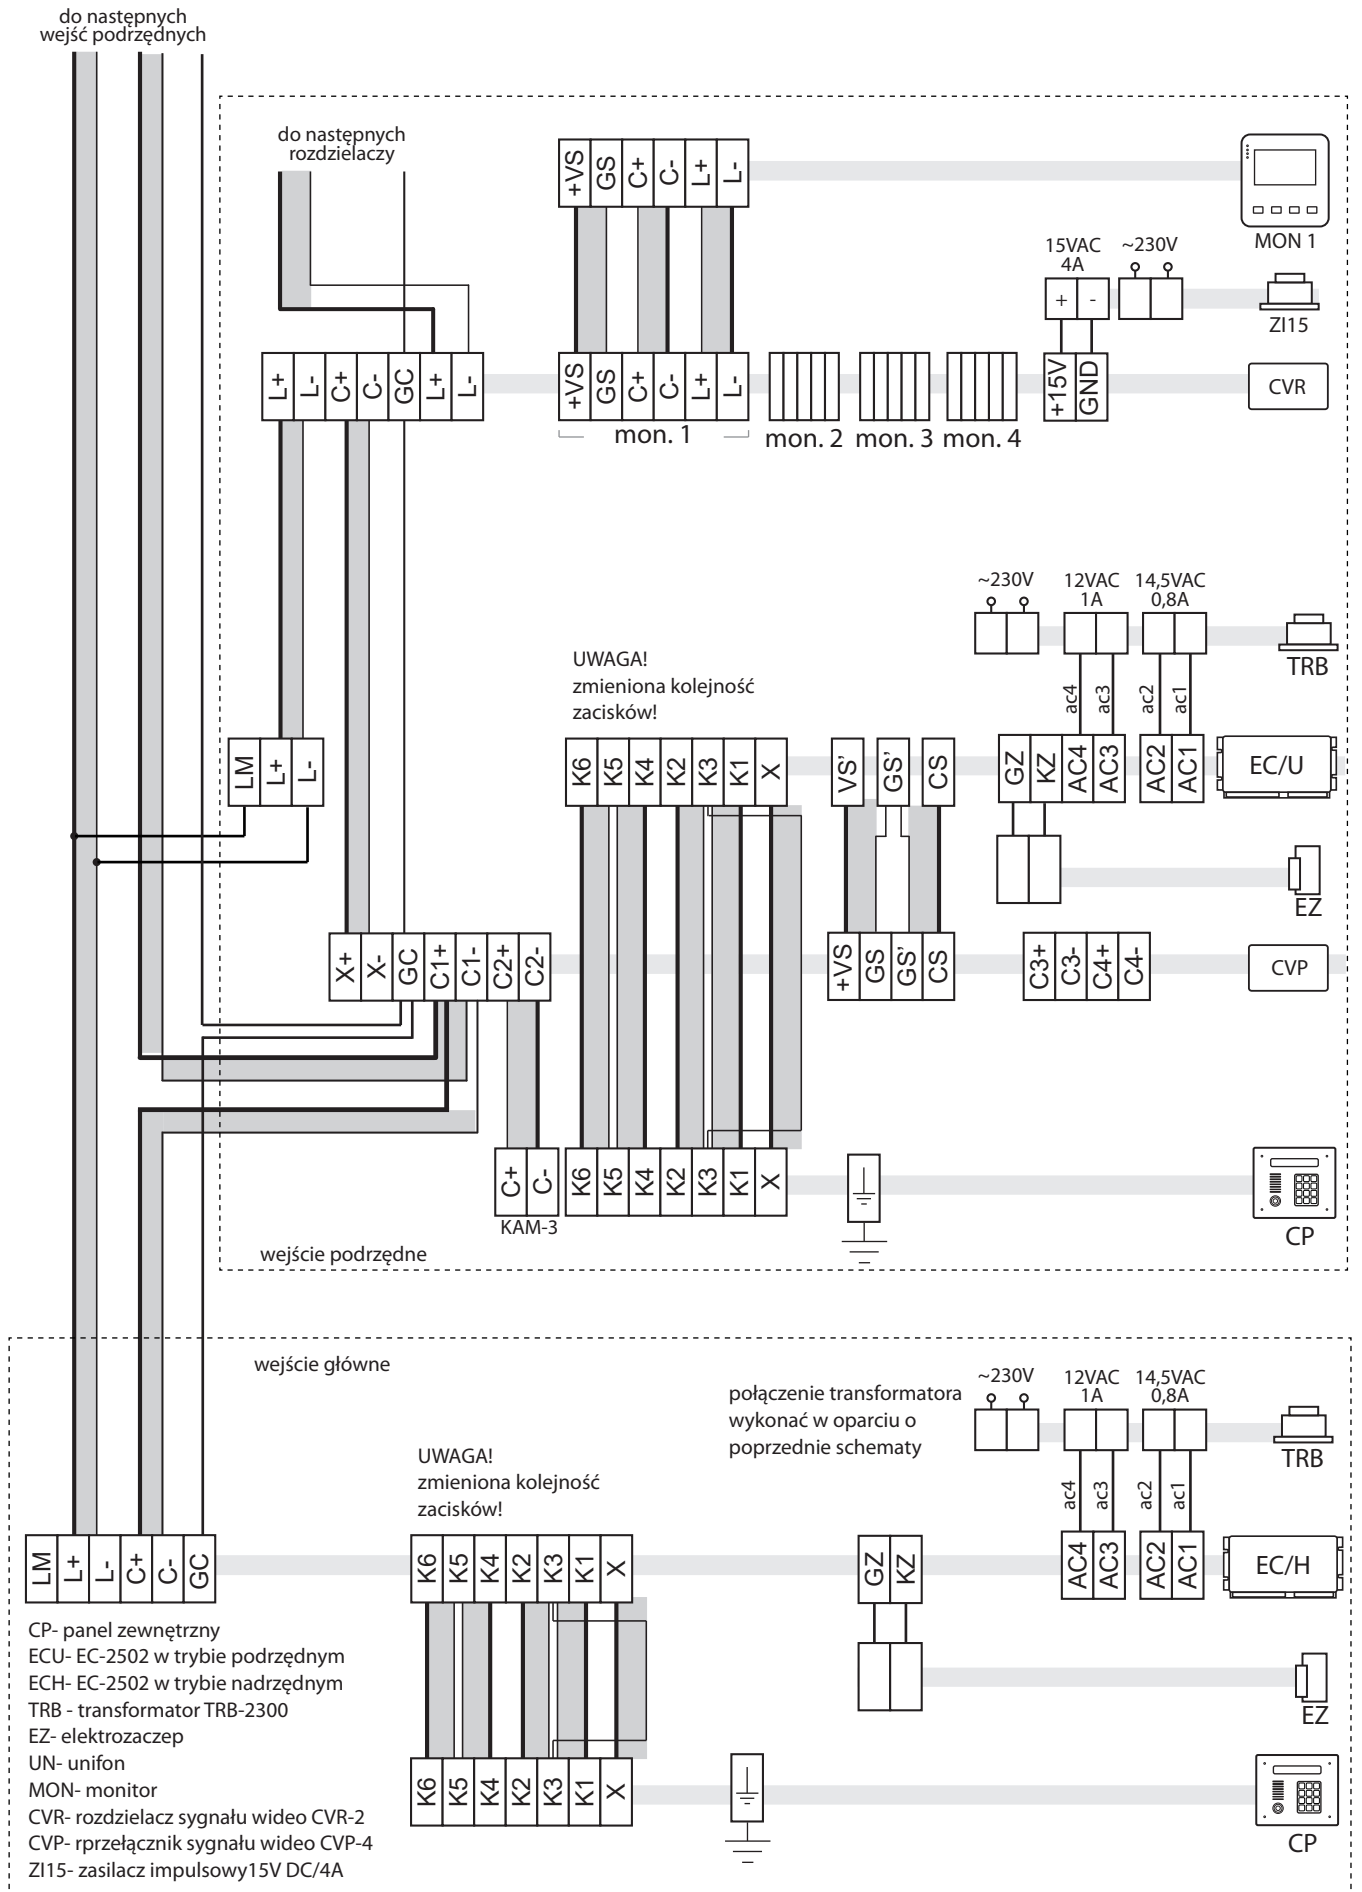 do następnych
wejść podrzędnych
do następnych
rozdzielaczy
+VS GS C+ C- L+ L-
MON 1
15VAC
4A
~230V
+ -
ZI15
L+ L- C+ C- GC L+ L-
+VS GS C+ C- L+ L-
+15V GND
CVR
mon. 1 mon. 2 mon. 3 mon. 4
~230V
12VAC
1A
14,5VAC
0,8A
TRB
UWAGA!
zmieniona kolejność
zacisków!
ac4 ac3 ac2 ac1
LM L+ L-
K6 K5 K4 K2 K3 K1 X
VS' GS' CS
GZ KZ AC4 AC3 AC2 AC1
EC/U
EZ
X+ X- GC C1+ C1- C2+ C2-
+VS GS GS' CS
C3+ C3- C4+ C4-
CVP
C+ C-
KAM-3
K6 K5 K4 K2 K3 K1 X
CP
wejście podrzędne
wejście główne
połączenie transformatora
wykonać w oparciu o
poprzednie schematy
~230V
12VAC
1A
14,5VAC
0,8A
TRB
UWAGA!
zmieniona kolejność
zacisków!
ac4 ac3 ac2 ac1
LM L+ L- C+ C- GC
K6 K5 K4 K2 K3 K1 X
GZ KZ
AC4 AC3 AC2 AC1
EC/H
EZ
K6 K5 K4 K2 K3 K1 X
CP
CP- panel zewnętrzny
ECU- EC-2502 w trybie podrzędnym
ECH- EC-2502 w trybie nadrzędnym
TRB - transformator TRB-2300
EZ- elektrozaczep
UN- unifon
MON- monitor
CVR- rozdzielacz sygnału wideo CVR-2
CVP- rprzełącznik sygnału wideo CVP-4
ZI15- zasilacz impulsowy15V DC/4A